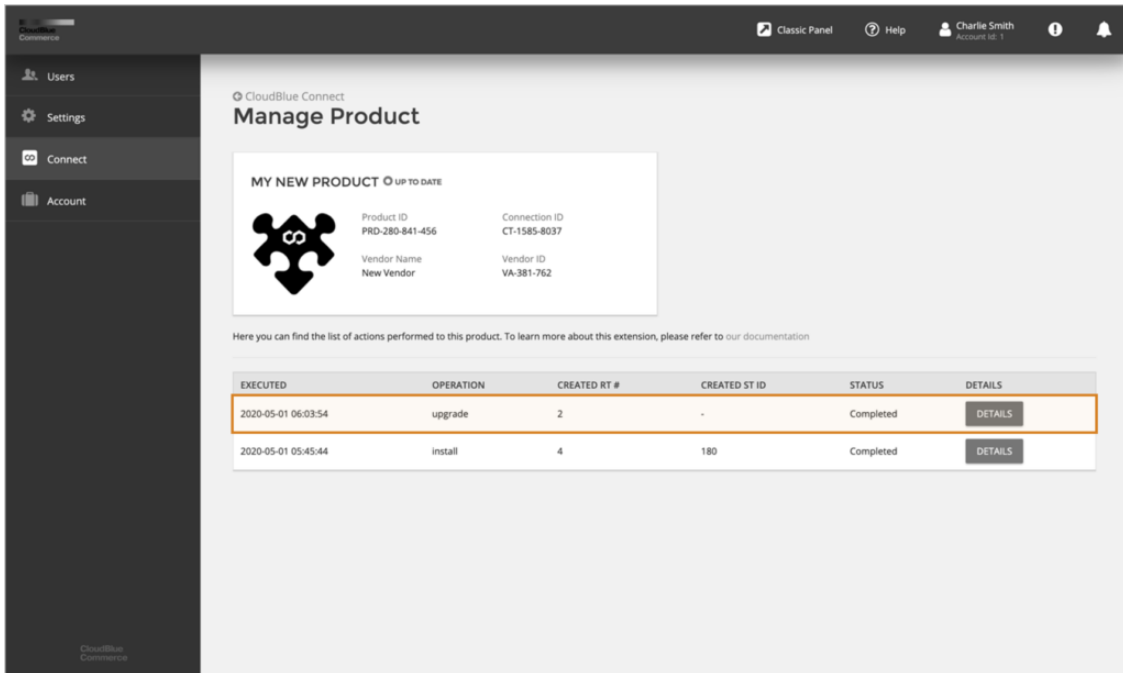 CloudBlue
Commerce
Classic Panel
Help
Charlie Smith
Account Id: 1
Users
Settings
Connect
Account
CloudBlue Connect
Manage Product
MY NEW PRODUCT UP TO DATE
Product ID Connection ID
PRD-280-841-456 CT-1585-8037
Vendor Name Vendor ID
New Vendor VA-381-762
Here you can find the list of actions performed to this product. To learn more about this extension, please refer to our documentation
EXECUTED OPERATION CREATED RT # CREATED ST ID STATUS DETAILS
2020-05-01 06:03:54 upgrade 2 - Completed DETAILS
2020-05-01 05:45:44 install 4 180 Completed DETAILS
CloudBlue
Commerce